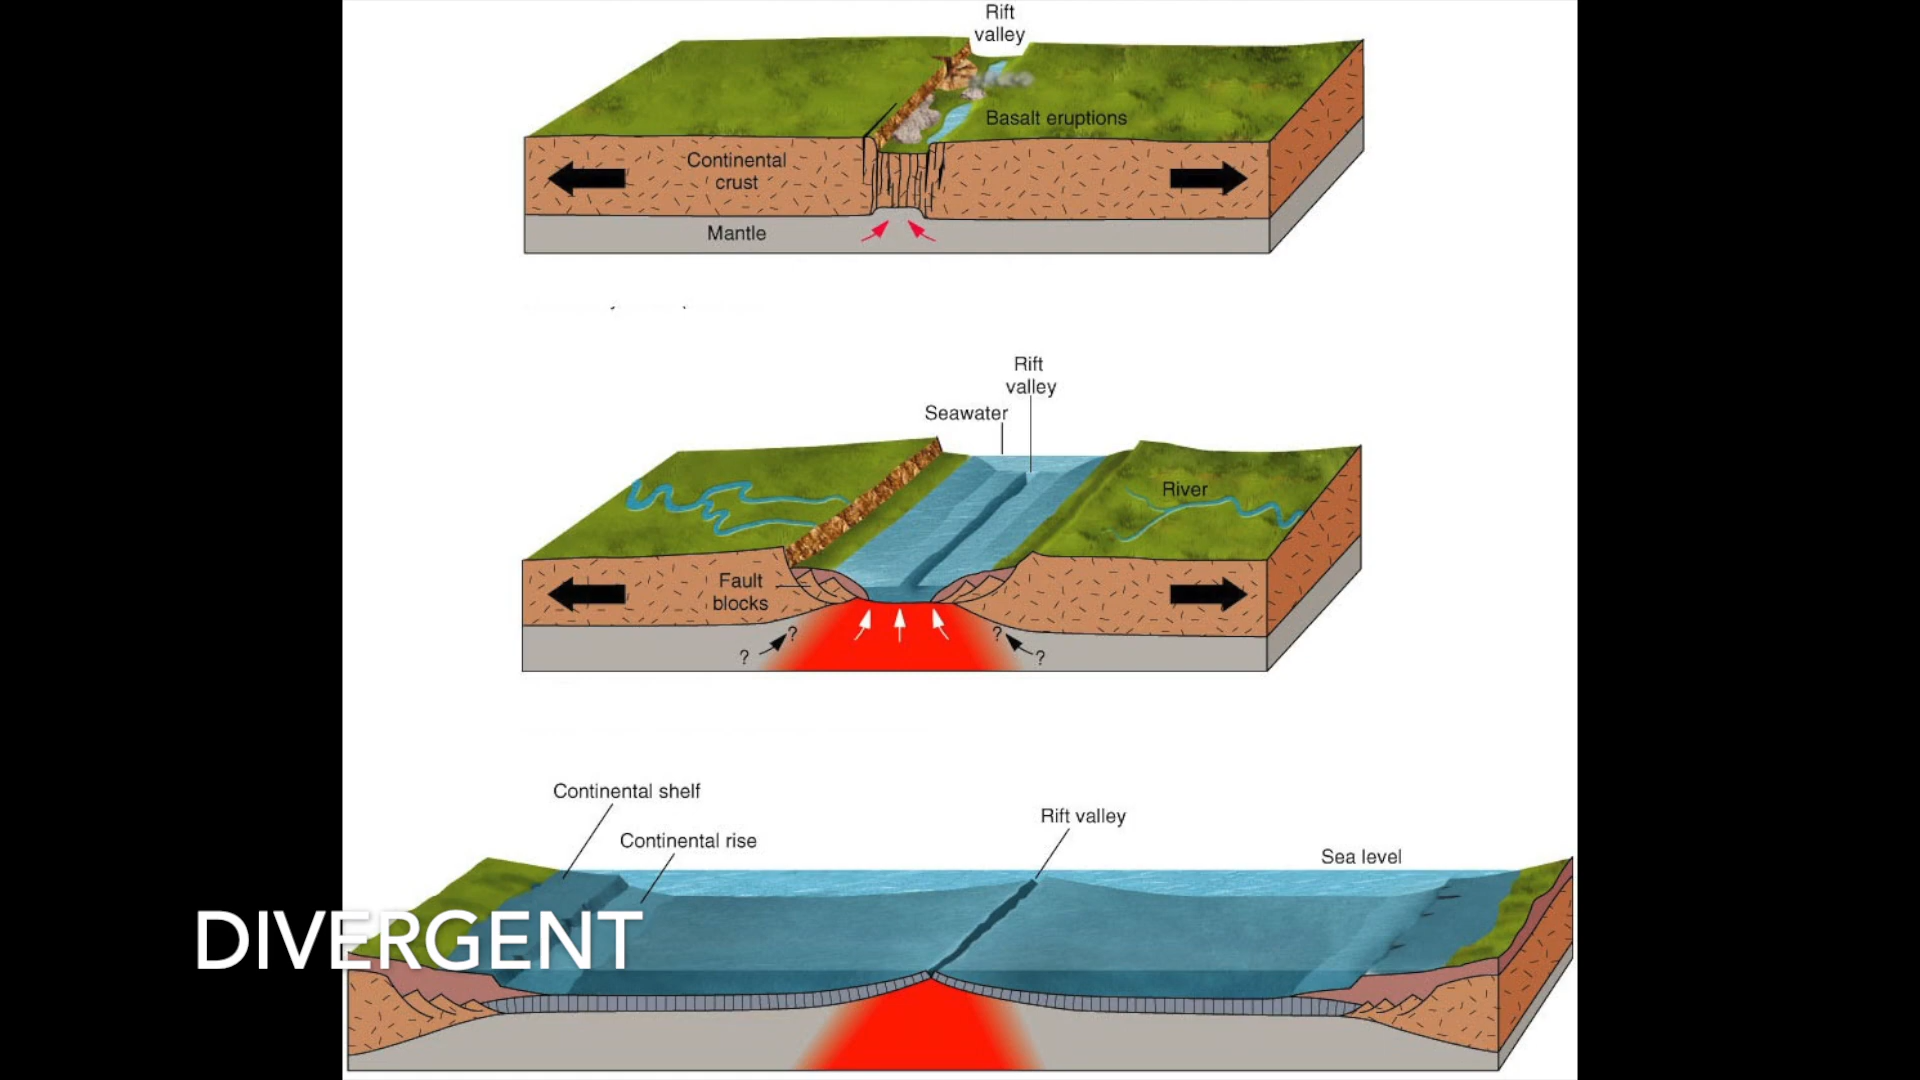 Rift
valley
Basalt eruptions
Continental
crust
Mantle
Rift
valley
Seawater
River
Fault
blocks
?
?
?
?
Continental shelf
Rift valley
Continental rise
Sea level
DIVERGENT